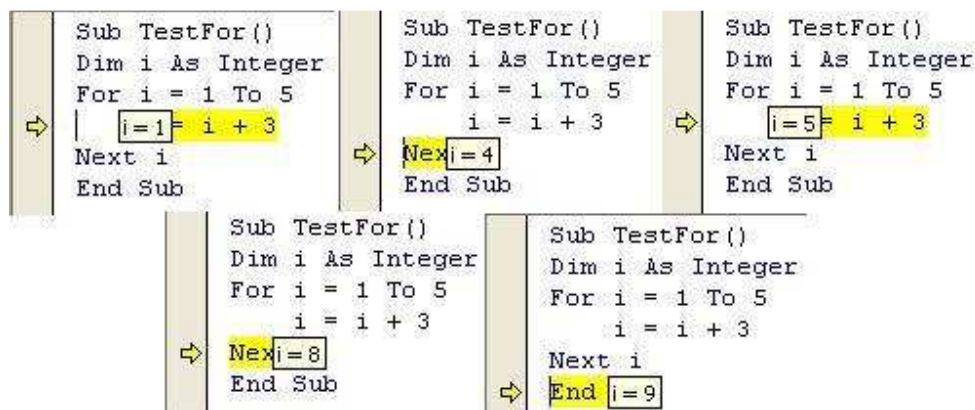 Sub TestFor()
Dim i As Integer
For i = 1 To 5
i = 1 = i + 3
Next i
End Sub
Sub TestFor()
Dim i As Integer
For i = 1 To 5
i = i + 3
Nex i = 4
End Sub
Sub TestFor()
Dim i As Integer
For i = 1 To 5
i = 5 = i + 3
Next i
End Sub
Sub TestFor()
Dim i As Integer
For i = 1 To 5
i = i + 3
Nex i = 8
End Sub
Sub TestFor()
Dim i As Integer
For i = 1 To 5
i = i + 3
Next i
End i = 9